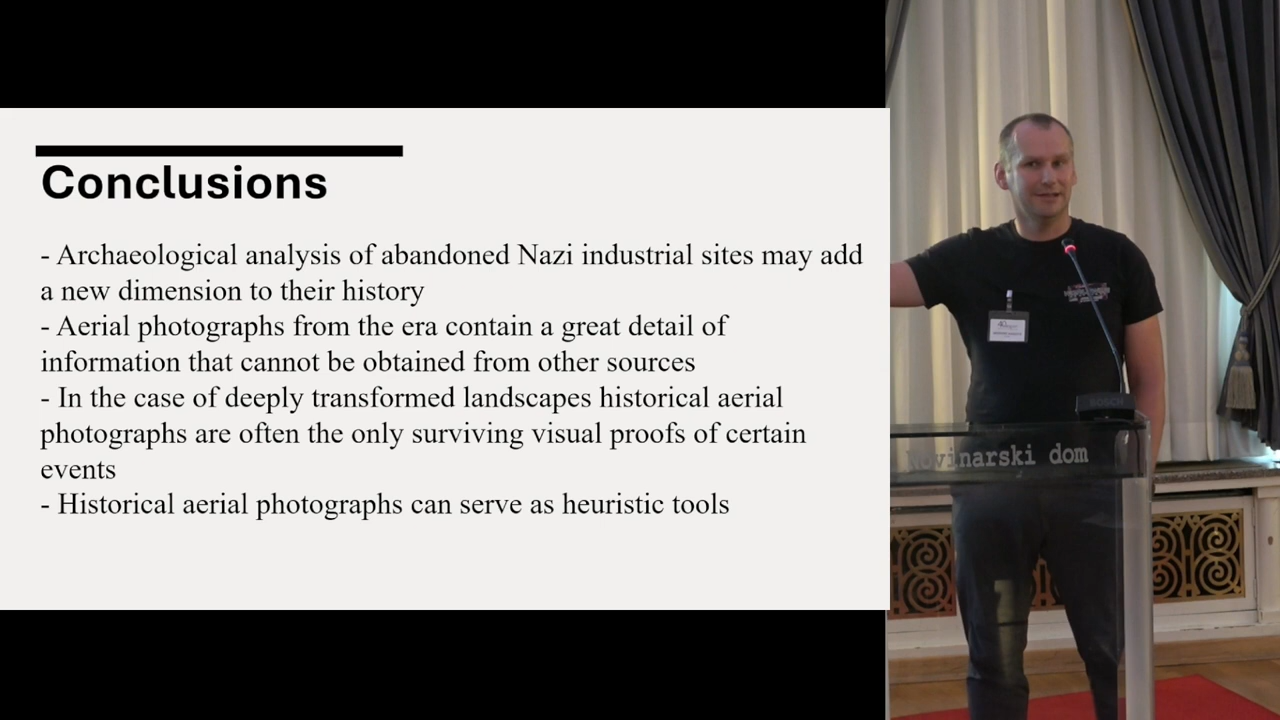 Conclusions
- Archaeological analysis of abandoned Nazi industrial sites may add
a new dimension to their history
- Aerial photographs from the era contain a great detail of
information that cannot be obtained from other sources
- In the case of deeply transformed landscapes historical aerial
photographs are often the only surviving visual proofs of certain
events
- Historical aerial photographs can serve as heuristic tools
BOSCH
Novinarski dom